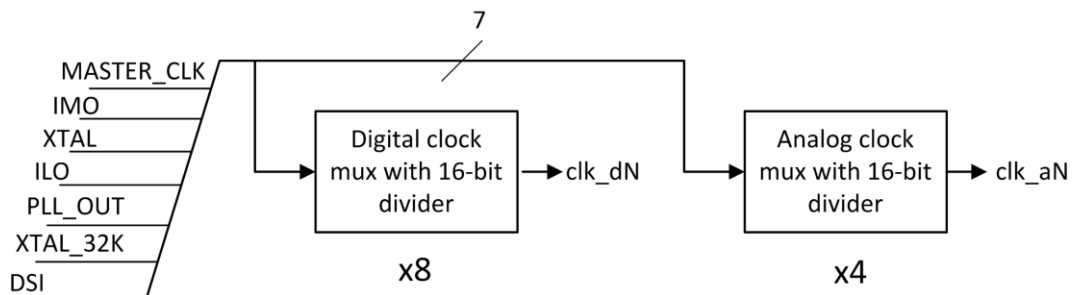 7
MASTER_CLK
IMO
XTAL
ILO
PLL_OUT
XTAL_32K
DSI
Digital clock
mux with 16-bit
divider
clk_dN
x8
Analog clock
mux with 16-bit
divider
clk_aN
x4